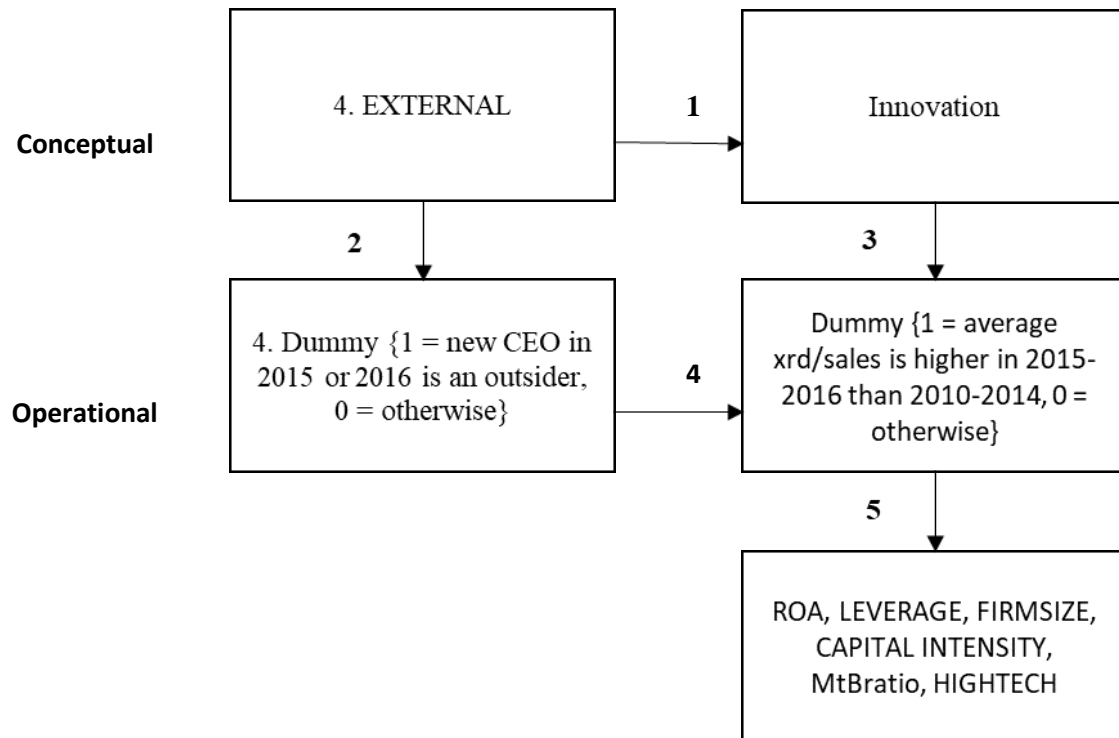 4. EXTERNAL
1
Innovation
Conceptual
2
3
4. Dummy {1 = new CEO in
2015 or 2016 is an outsider,
0 = otherwise}
4
Dummy {1 = average
xrd/sales is higher in 2015-
2016 than 2010-2014, 0 =
otherwise}
Operational
5
ROA, LEVERAGE, FIRMSIZE,
CAPITAL INTENSITY,
MtBratio, HIGHTECH